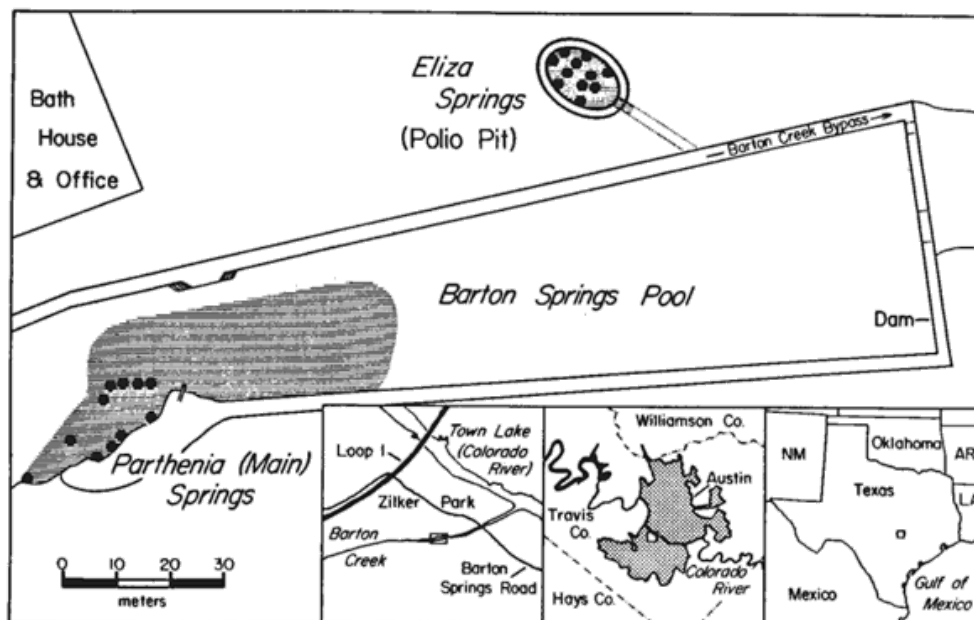 Bath
House
& Office
Eliza
Springs
(Polio Pit)
Barton Creek Bypass
Barton Springs Pool
Dam
Parthenia (Main)
Springs
0 10 20 30
meters
Loop 1
Town Lake
(Colorado
River)
Zilker Park
Barton
Creek
Barton
Springs Road
Williamson Co.
Austin
Travis
Co.
Colorado
River
Hays Co.
NM
Oklahoma
AR
Texas
LA
Mexico
Gulf of
Mexico